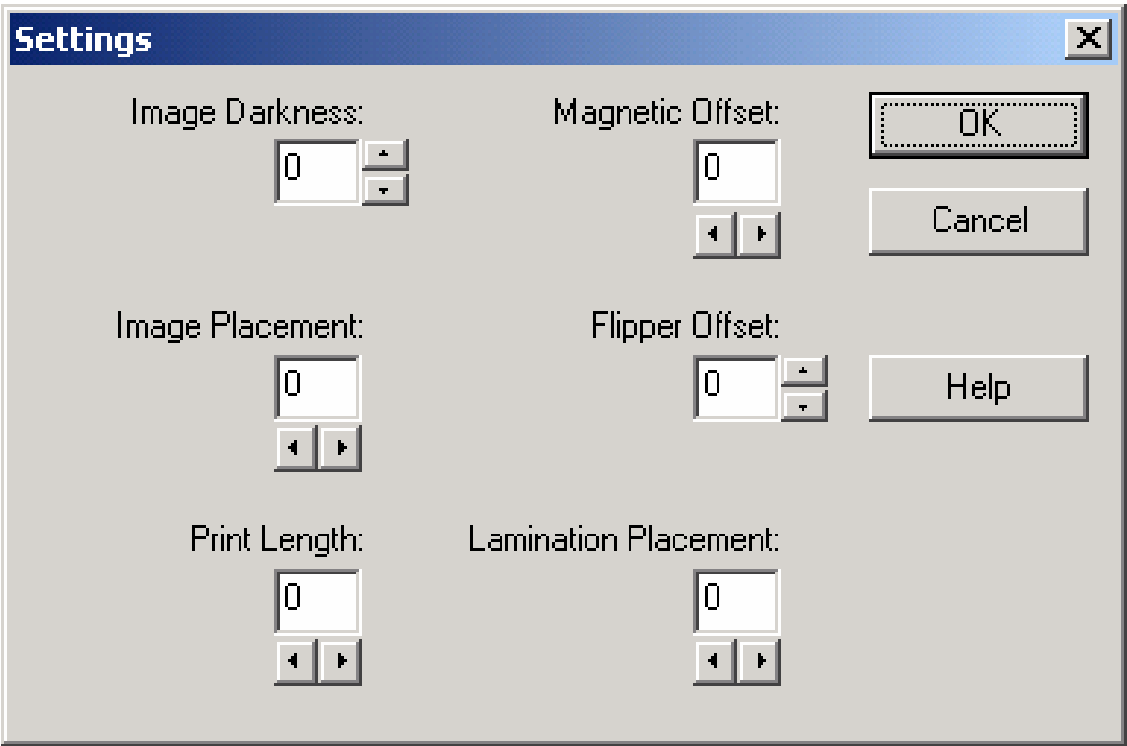 Settings
Image Darkness:
0
Magnetic Offset:
0
OK
Cancel
Image Placement:
0
Flipper Offset:
0
Help
Print Length:
0
Lamination Placement:
0